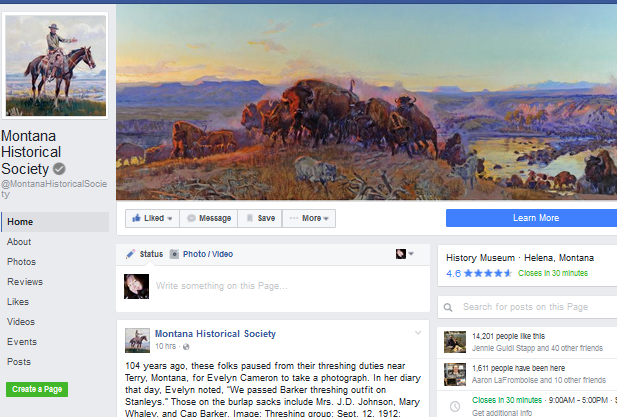 Montana
Historical
Society
@MontanaHistoricalSocie
ty
Home
About
Photos
Reviews
Likes
Videos
Events
Posts
Create a Page
Liked
Message
Save
More
Learn More
Status
Photo / Video
Write something on this Page...
Montana Historical Society
10 hrs ·
104 years ago, these folks paused from their threshing duties near
Terry, Montana, for Evelyn Cameron to take a photograph. In her diary
that day, Evelyn noted, "We passed Barker threshing outfit on
Stanleys." Those on the burlap sacks include Mrs. J.D. Johnson, Mary
Whaley, and Cap Barker. Image: Threshing group; Sept. 12, 1912;
History Museum · Helena, Montana
4.6 Closes in 30 minutes
Search for posts on this Page
14,201 people like this
Jennie Guldi Stapp and 40 other friends
1,611 people have been here
Aaron LaFromboise and 10 other friends
Closes in 30 minutes · 9:00AM - 5:00PM ·
Get additional info